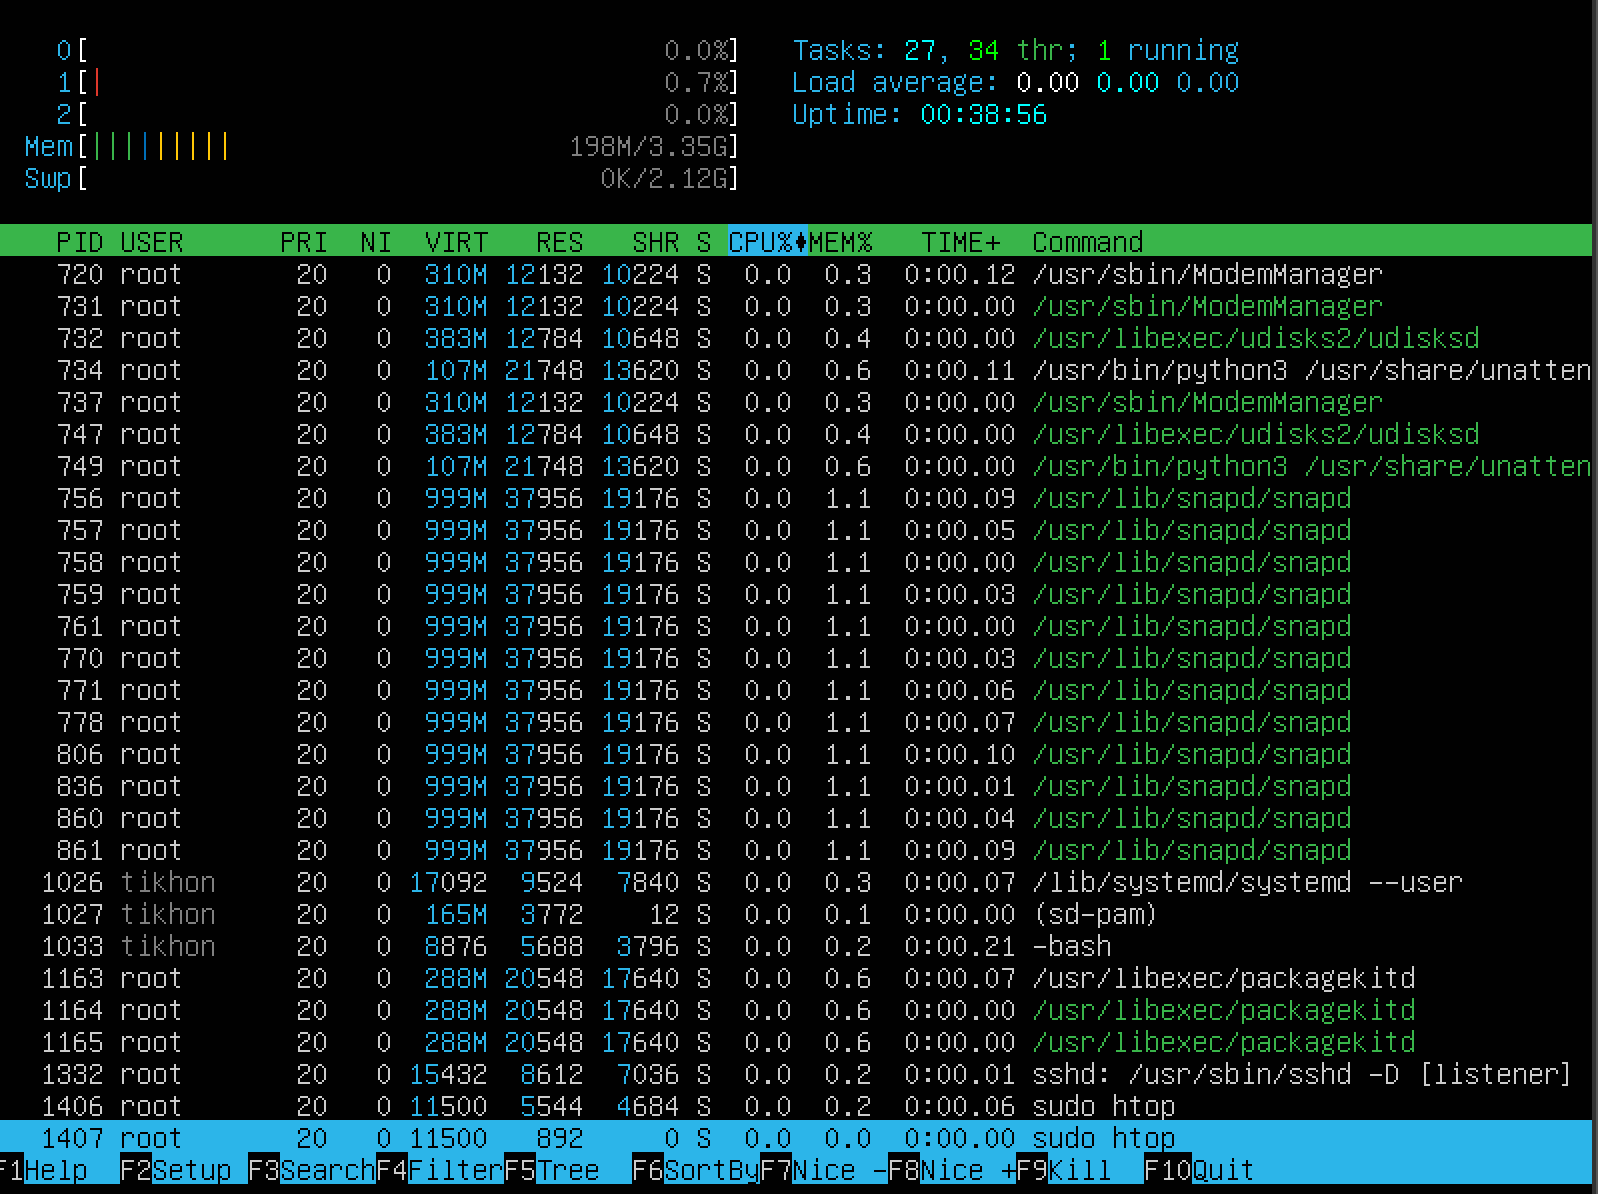 0[ 0.0%] Tasks: 27, 34 thr; 1 running
1[| 0.7%] Load average: 0.00 0.00 0.00
2[ 0.0%] Uptime: 00:38:56
Mem[||||||||| 198M/3.35G]
Swp[ 0K/2.12G]
PID USER PRI NI VIRT RES SHR S CPU%♦MEM% TIME+ Command
720 root 20 0 310M 12132 10224 S 0.0 0.3 0:00.12 /usr/sbin/ModemManager
731 root 20 0 310M 12132 10224 S 0.0 0.3 0:00.00 /usr/sbin/ModemManager
732 root 20 0 383M 12784 10648 S 0.0 0.4 0:00.00 /usr/libexec/udisks2/udisksd
734 root 20 0 107M 21748 13620 S 0.0 0.6 0:00.11 /usr/bin/python3 /usr/share/unatten
737 root 20 0 310M 12132 10224 S 0.0 0.3 0:00.00 /usr/sbin/ModemManager
747 root 20 0 383M 12784 10648 S 0.0 0.4 0:00.00 /usr/libexec/udisks2/udisksd
749 root 20 0 107M 21748 13620 S 0.0 0.6 0:00.00 /usr/bin/python3 /usr/share/unatten
756 root 20 0 999M 37956 19176 S 0.0 1.1 0:00.09 /usr/lib/snapd/snapd
757 root 20 0 999M 37956 19176 S 0.0 1.1 0:00.05 /usr/lib/snapd/snapd
758 root 20 0 999M 37956 19176 S 0.0 1.1 0:00.00 /usr/lib/snapd/snapd
759 root 20 0 999M 37956 19176 S 0.0 1.1 0:00.03 /usr/lib/snapd/snapd
761 root 20 0 999M 37956 19176 S 0.0 1.1 0:00.00 /usr/lib/snapd/snapd
770 root 20 0 999M 37956 19176 S 0.0 1.1 0:00.03 /usr/lib/snapd/snapd
771 root 20 0 999M 37956 19176 S 0.0 1.1 0:00.06 /usr/lib/snapd/snapd
778 root 20 0 999M 37956 19176 S 0.0 1.1 0:00.07 /usr/lib/snapd/snapd
806 root 20 0 999M 37956 19176 S 0.0 1.1 0:00.10 /usr/lib/snapd/snapd
836 root 20 0 999M 37956 19176 S 0.0 1.1 0:00.01 /usr/lib/snapd/snapd
860 root 20 0 999M 37956 19176 S 0.0 1.1 0:00.04 /usr/lib/snapd/snapd
861 root 20 0 999M 37956 19176 S 0.0 1.1 0:00.09 /usr/lib/snapd/snapd
1026 tikhon 20 0 17092 9524 7840 S 0.0 0.3 0:00.07 /lib/systemd/systemd --user
1027 tikhon 20 0 165M 3772 12 S 0.0 0.1 0:00.00 (sd-pam)
1033 tikhon 20 0 8876 5688 3796 S 0.0 0.2 0:00.21 -bash
1163 root 20 0 288M 20548 17640 S 0.0 0.6 0:00.07 /usr/libexec/packagekitd
1164 root 20 0 288M 20548 17640 S 0.0 0.6 0:00.00 /usr/libexec/packagekitd
1165 root 20 0 288M 20548 17640 S 0.0 0.6 0:00.00 /usr/libexec/packagekitd
1332 root 20 0 15432 8612 7036 S 0.0 0.2 0:00.01 sshd: /usr/sbin/sshd -D [listener]
1406 root 20 0 11500 5544 4684 S 0.0 0.2 0:00.06 sudo htop
1407 root 20 0 11500 892 0 S 0.0 0.0 0:00.00 sudo htop
F1Help F2Setup F3SearchF4FilterF5Tree F6SortByF7Nice -F8Nice +F9Kill F10Quit